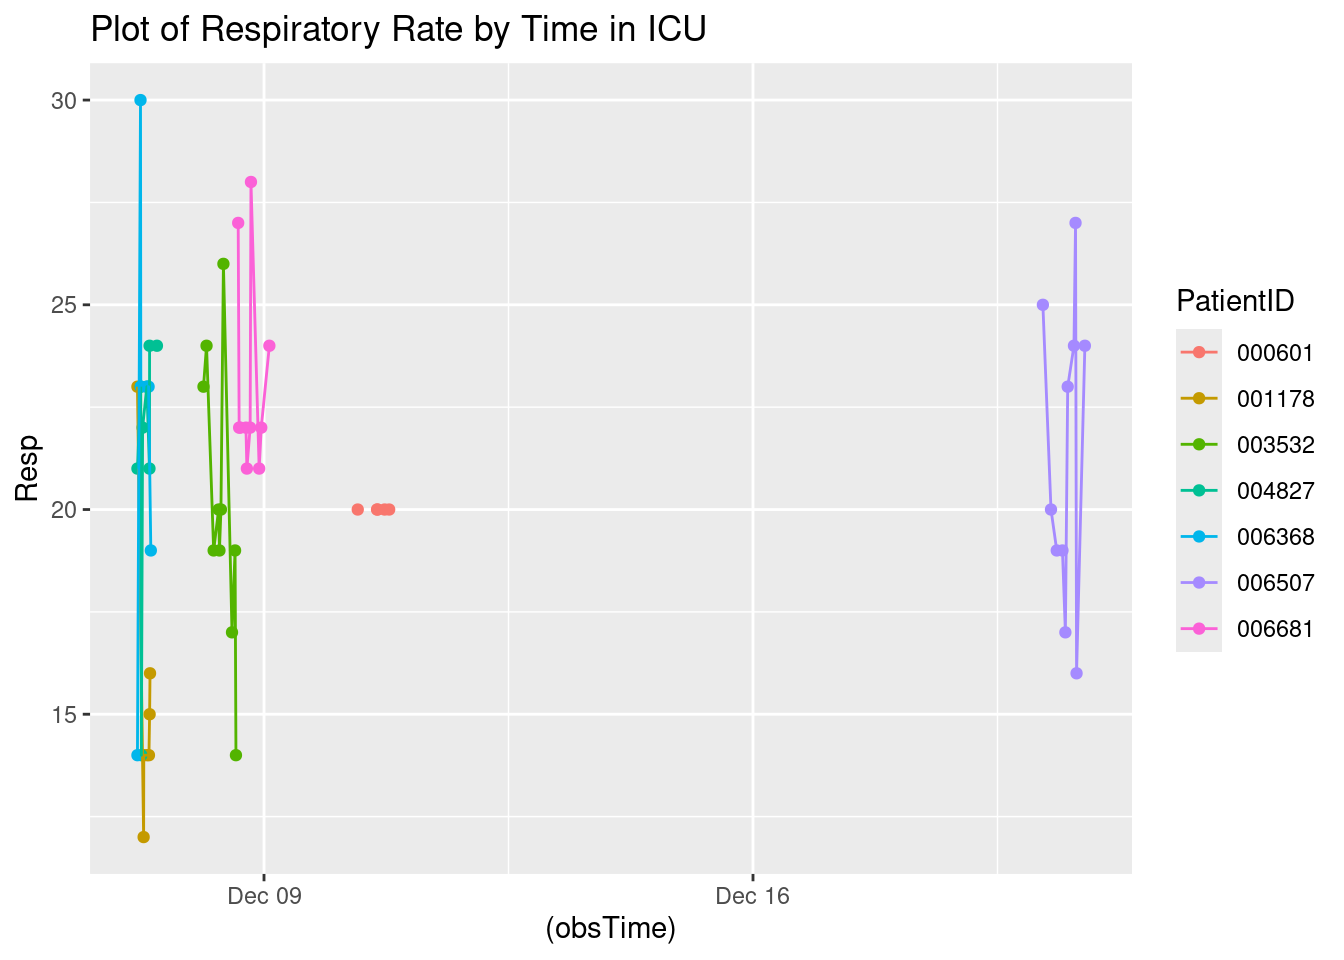 Plot of Respiratory Rate by Time in ICU
30
25
20
15
Resp
Dec 09
Dec 16
(obsTime)
PatientID
000601
001178
003532
004827
006368
006507
006681